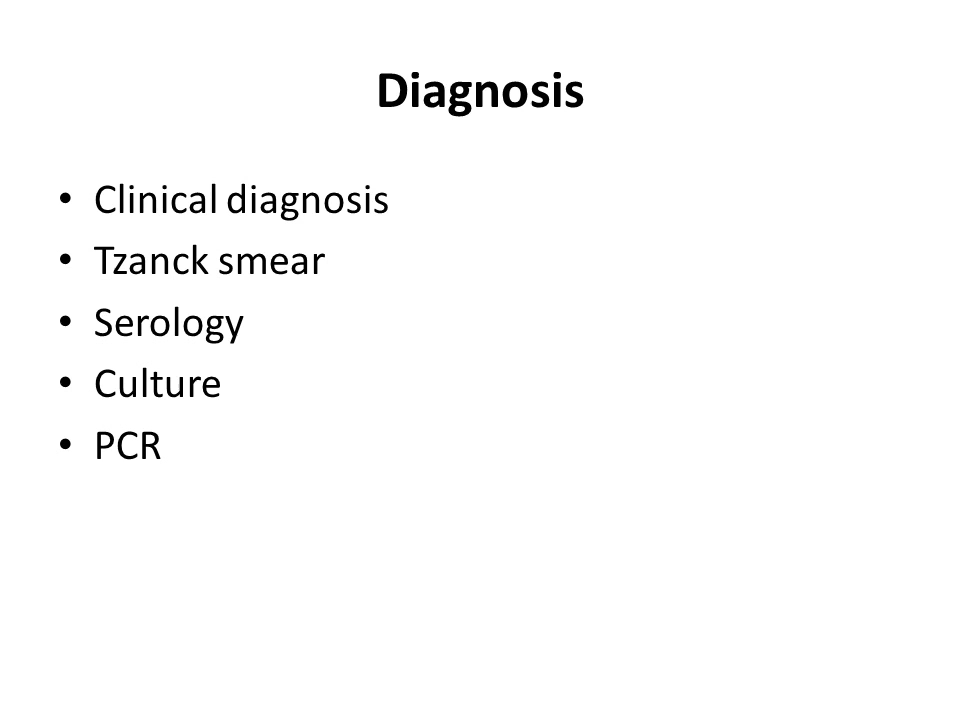 Diagnosis
• Clinical diagnosis
• Tzanck smear
• Serology
• Culture
• PCR